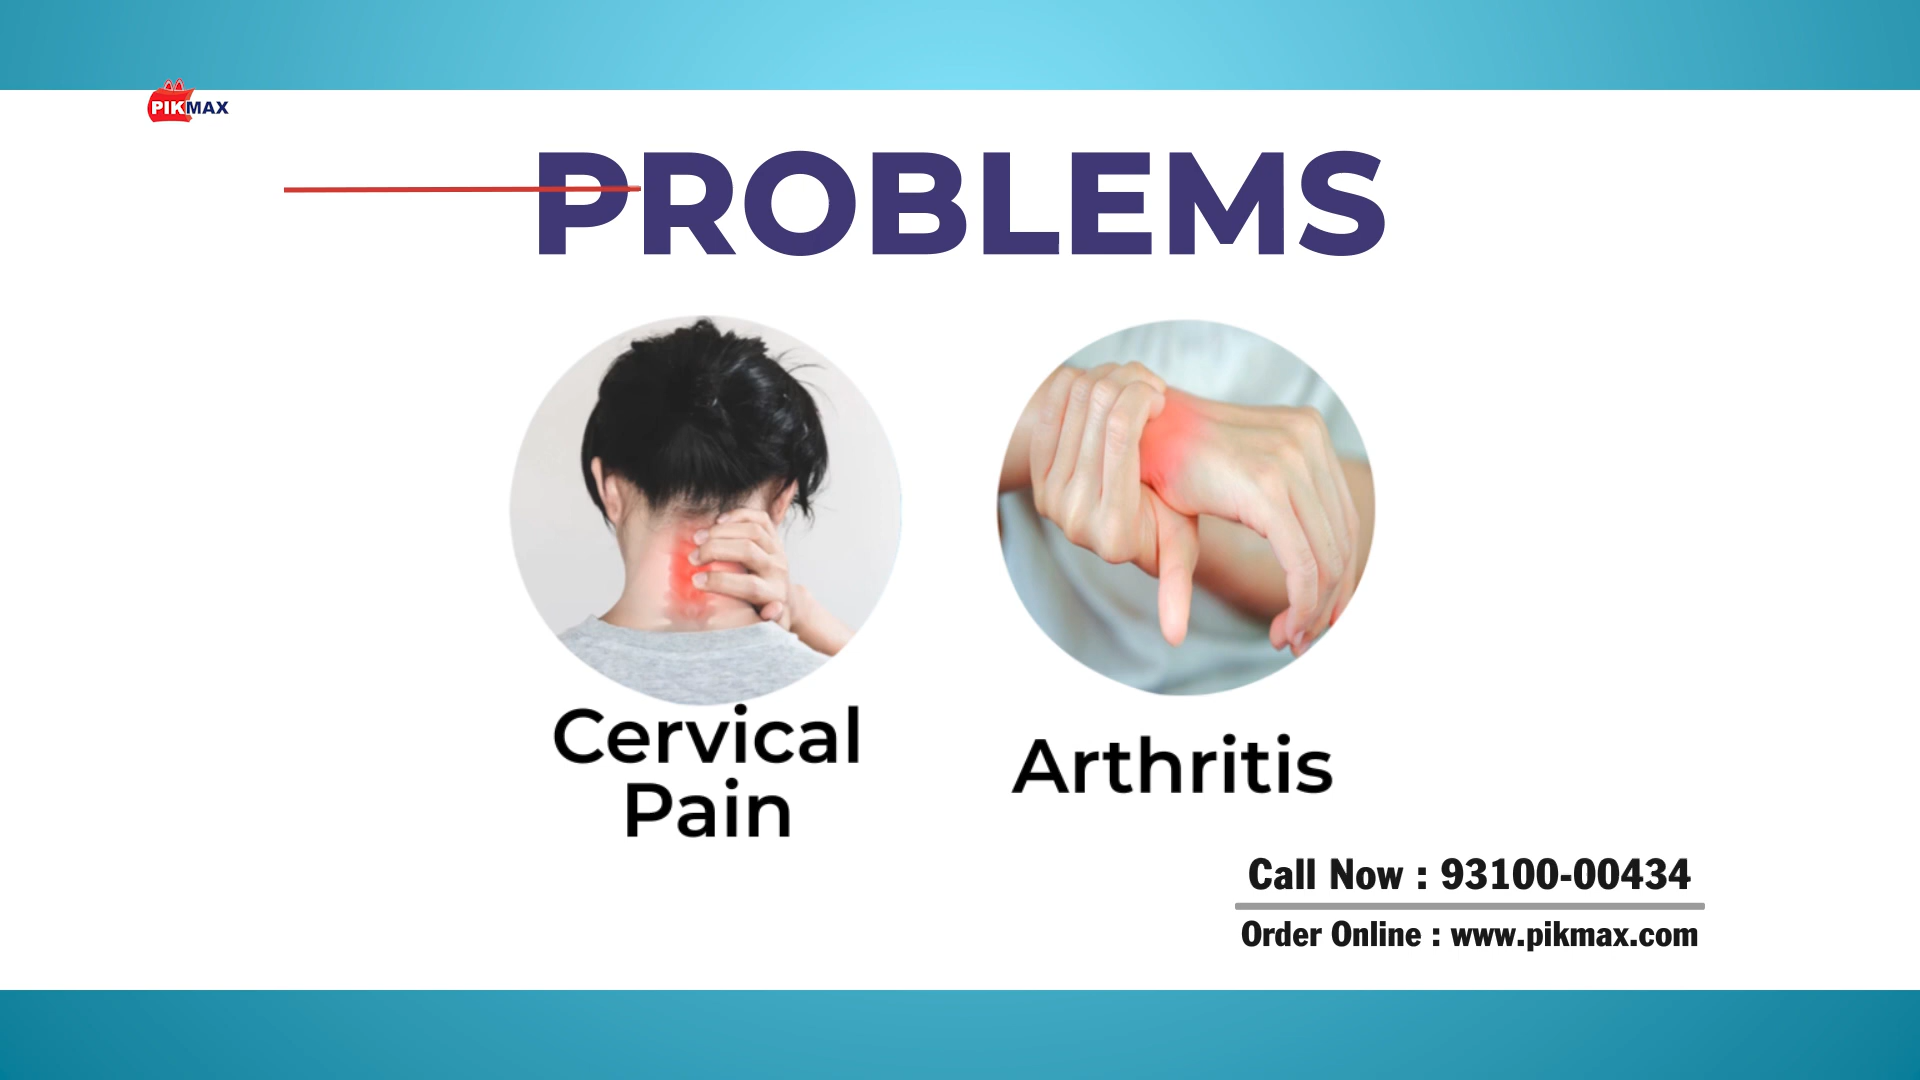 PIKMAX
PROBLEMS
Cervical
Pain
Arthritis
Call Now : 93100-00434
Order Online : www.pikmax.com